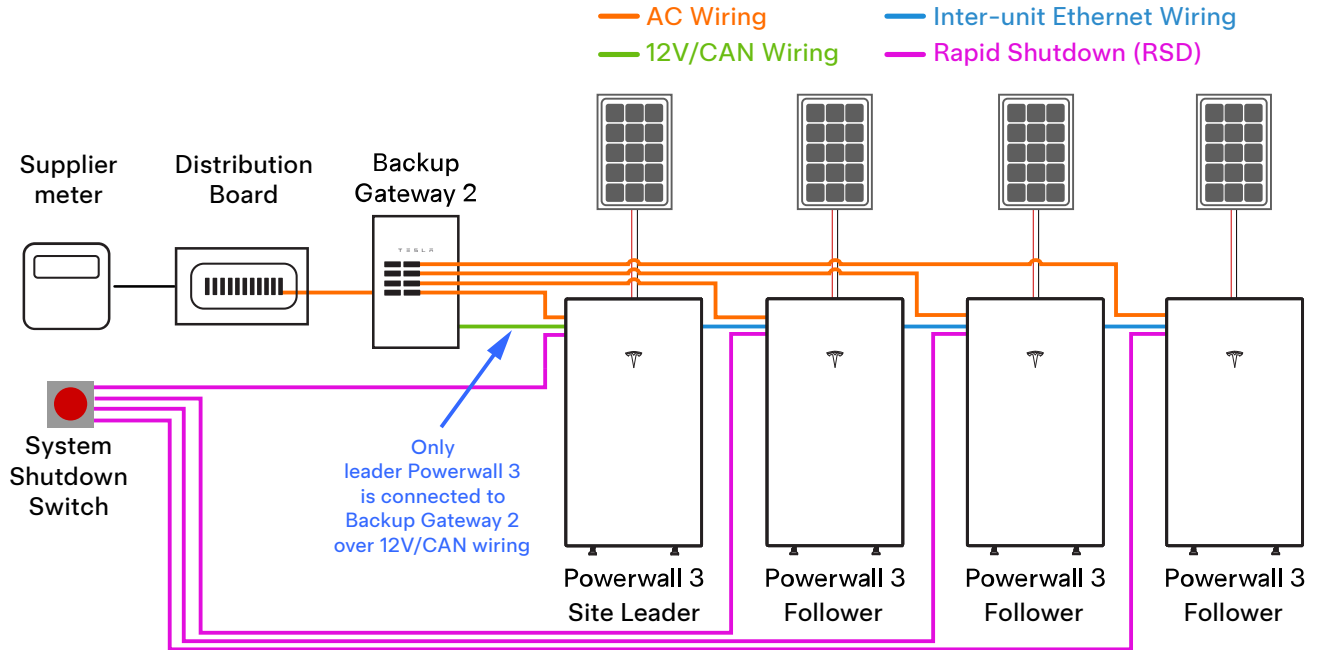 AC Wiring
Inter-unit Ethernet Wiring
12V/CAN Wiring
Rapid Shutdown (RSD)
Supplier
meter
Distribution
Board
Backup
Gateway 2
TESLA
System
Shutdown
Switch
Only
leader Powerwall 3
is connected to
Backup Gateway 2
over 12V/CAN wiring
Powerwall 3
Site Leader
Powerwall 3
Follower
Powerwall 3
Follower
Powerwall 3
Follower